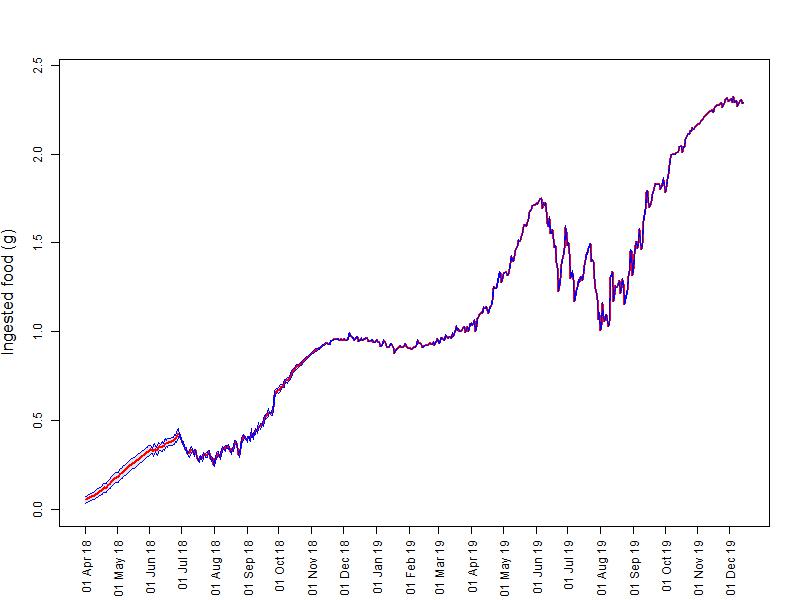 Ingested food (g)
2.5
2.0
1.5
1.0
0.5
0.0
01 Apr 18
01 May 18
01 Jun 18
01 Jul 18
01 Aug 18
01 Sep 18
01 Oct 18
01 Nov 18
01 Dec 18
01 Jan 19
01 Feb 19
01 Mar 19
01 Apr 19
01 May 19
01 Jun 19
01 Jul 19
01 Aug 19
01 Sep 19
01 Oct 19
01 Nov 19
01 Dec 19